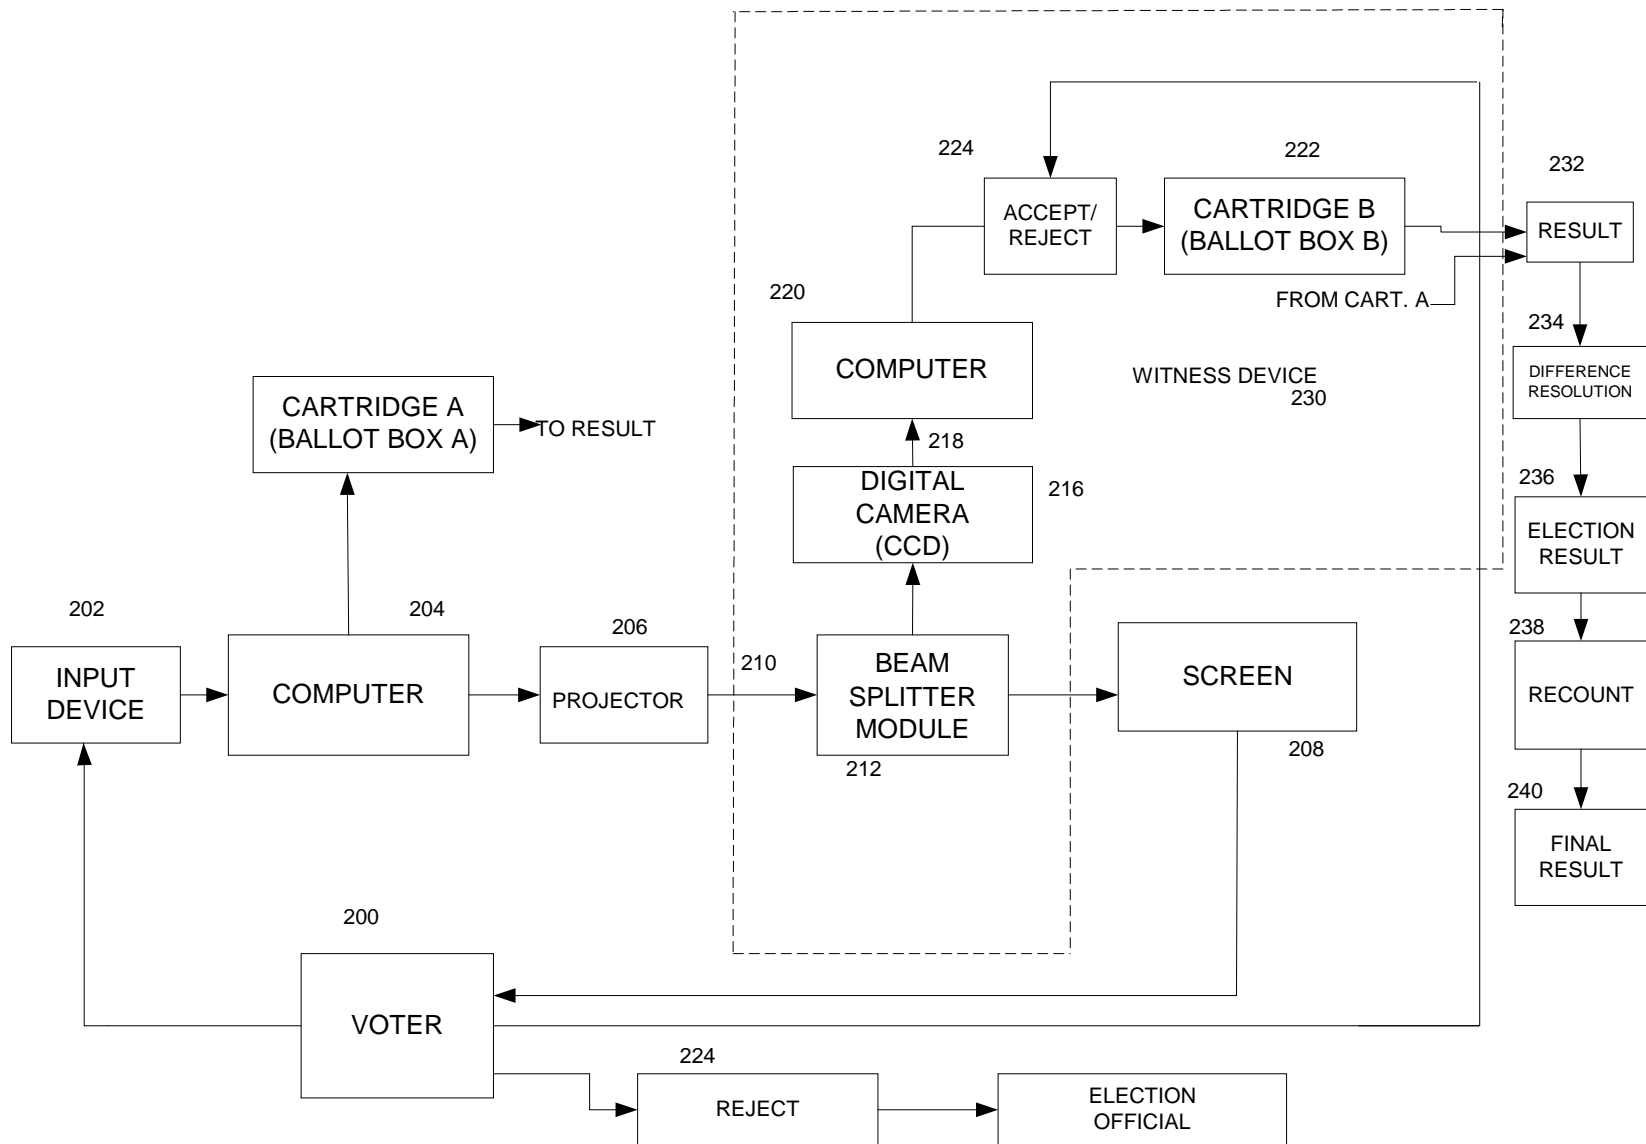 224
222
232
ACCEPT/
REJECT
CARTRIDGE B
(BALLOT BOX B)
RESULT
220
FROM CART. A
234
COMPUTER
WITNESS DEVICE
230
DIFFERENCE
RESOLUTION
CARTRIDGE A
(BALLOT BOX A)
TO RESULT
218
DIGITAL
CAMERA
(CCD)
216
236
ELECTION
RESULT
202
204
206
210
238
INPUT
DEVICE
COMPUTER
PROJECTOR
BEAM
SPLITTER
MODULE
SCREEN
RECOUNT
212
208
240
FINAL
RESULT
200
VOTER
224
REJECT
ELECTION
OFFICIAL